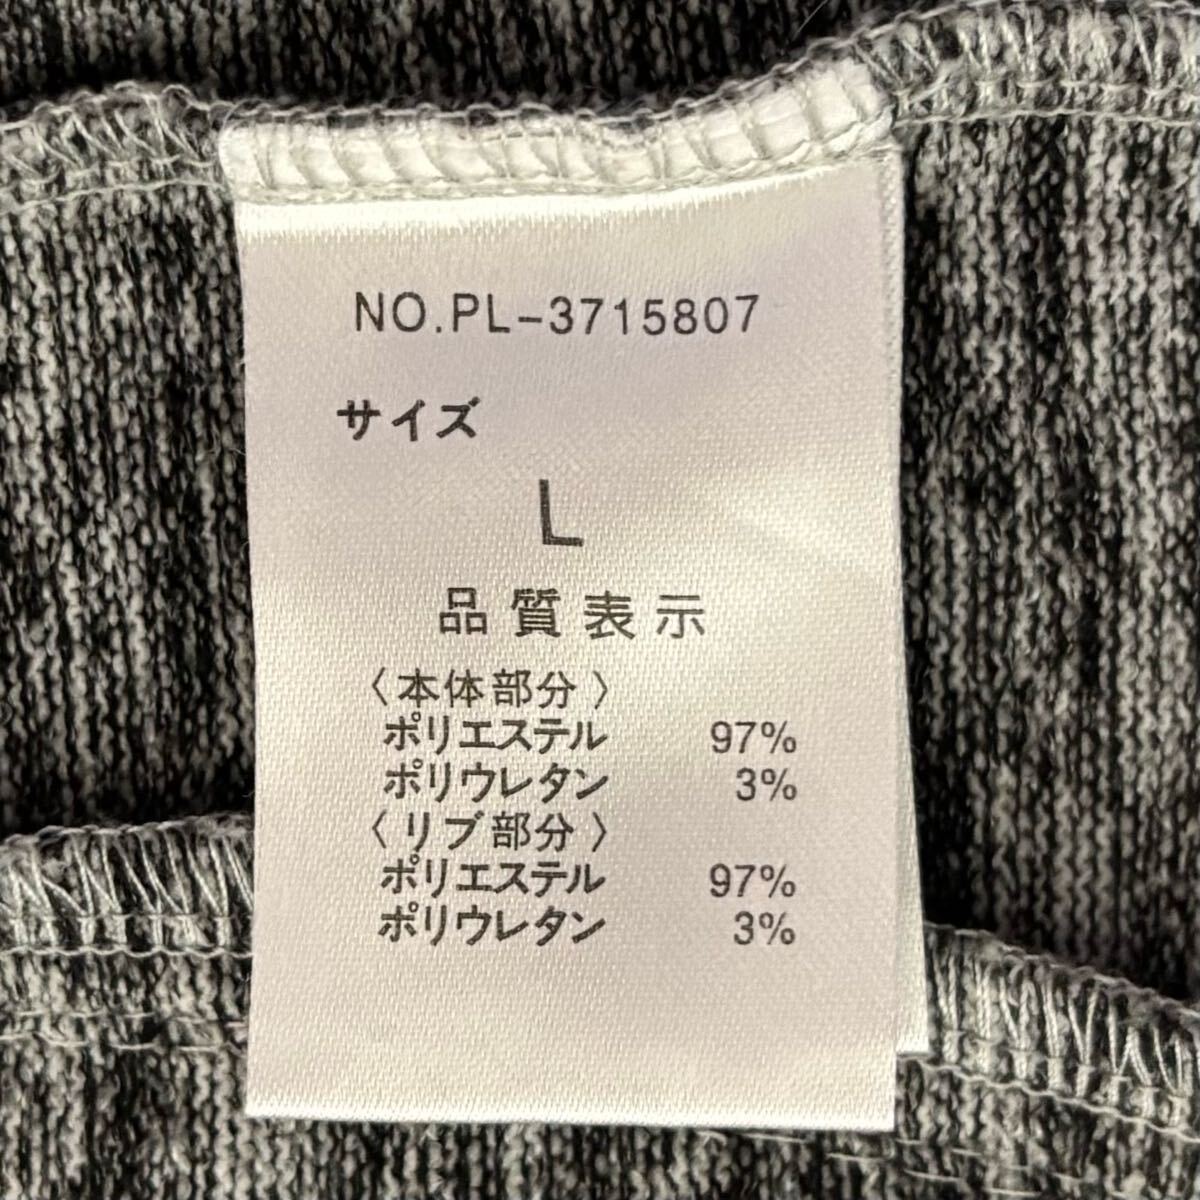 NO.PL-3715807
サイズ
L
品質表示
〈本体部分〉
ポリエステル 97%
ポリウレタン 3%
〈リブ部分〉
ポリエステル 97%
ポリウレタン 3%